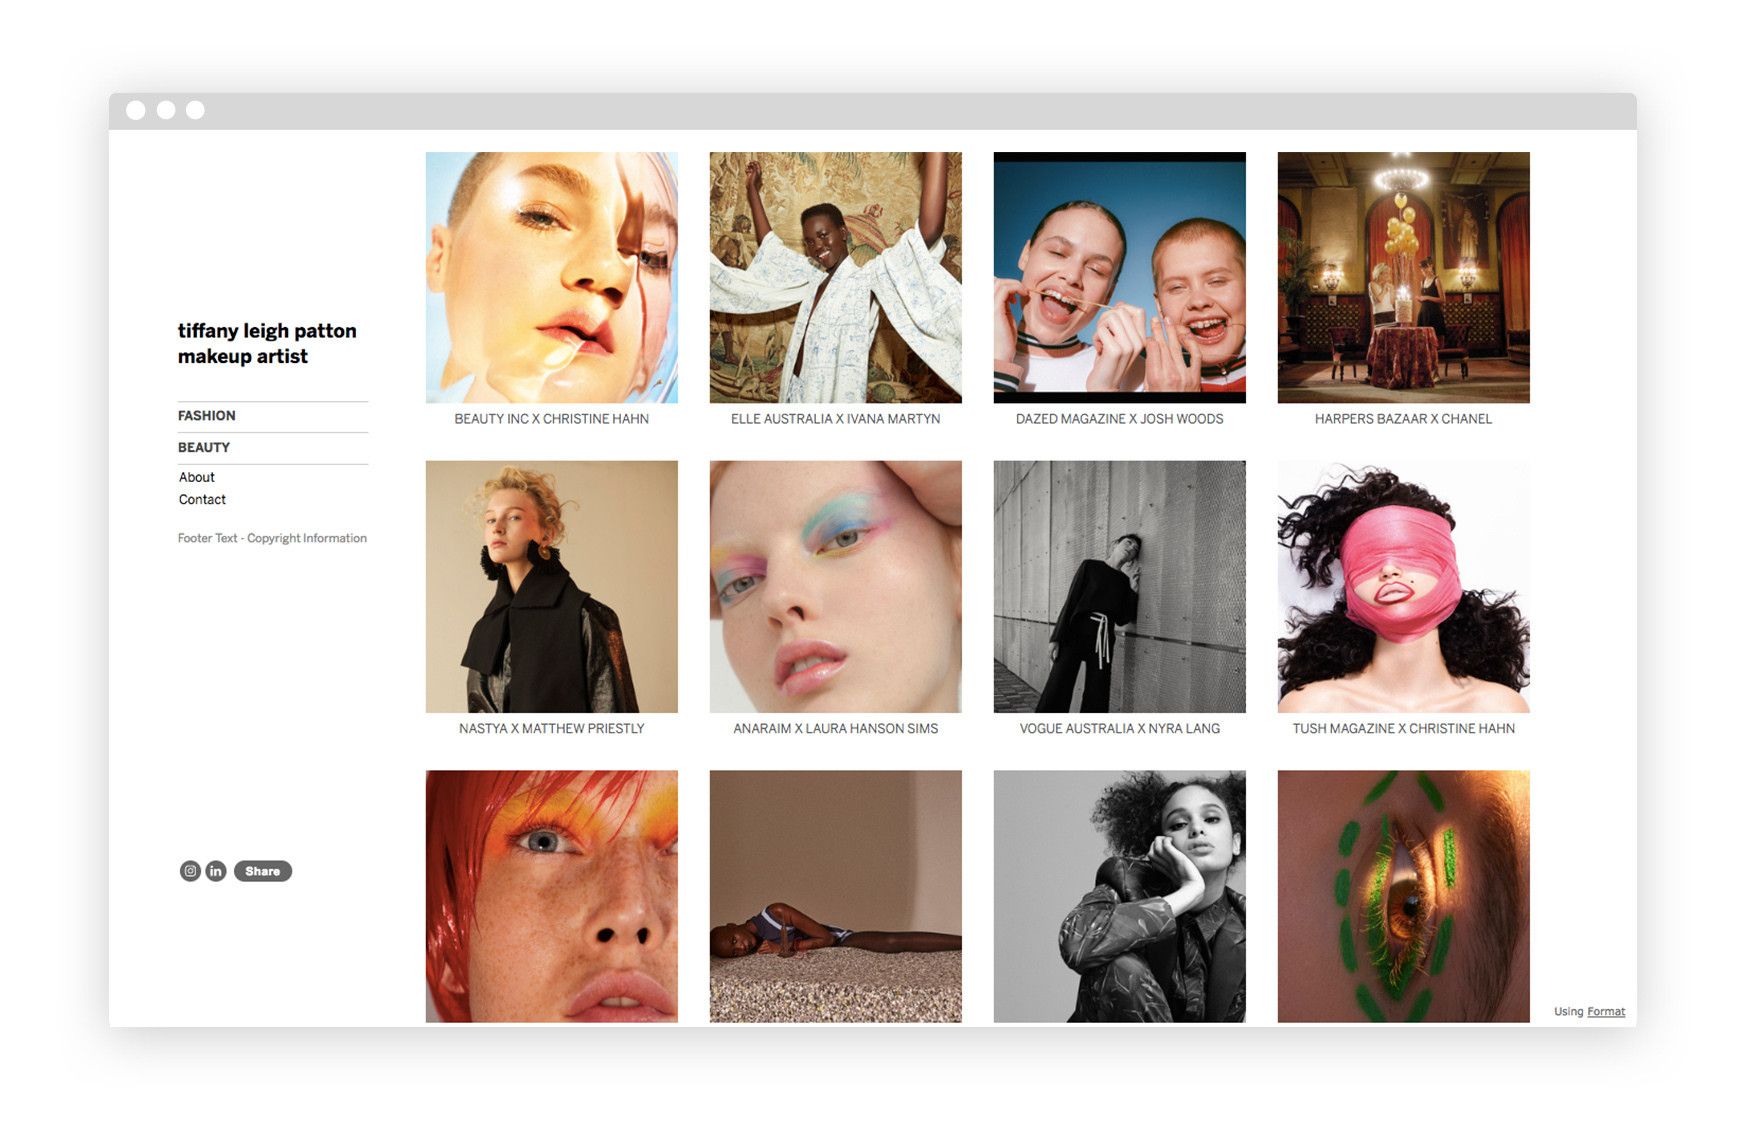 tiffany leigh patton
makeup artist
FASHION
BEAUTY
About
Contact
Footer Text - Copyright Information
in
Share
BEAUTY INC X CHRISTINE HAHN
ELLE AUSTRALIA X IVANA MARTYN
DAZED MAGAZINE X JOSH WOODS
HARPERS BAZAAR X CHANEL
NASTYA X MATTHEW PRIESTLY
ANARAIM X LAURA HANSON SIMS
VOGUE AUSTRALIA X NYRA LANG
TUSH MAGAZINE X CHRISTINE HAHN
Using Format